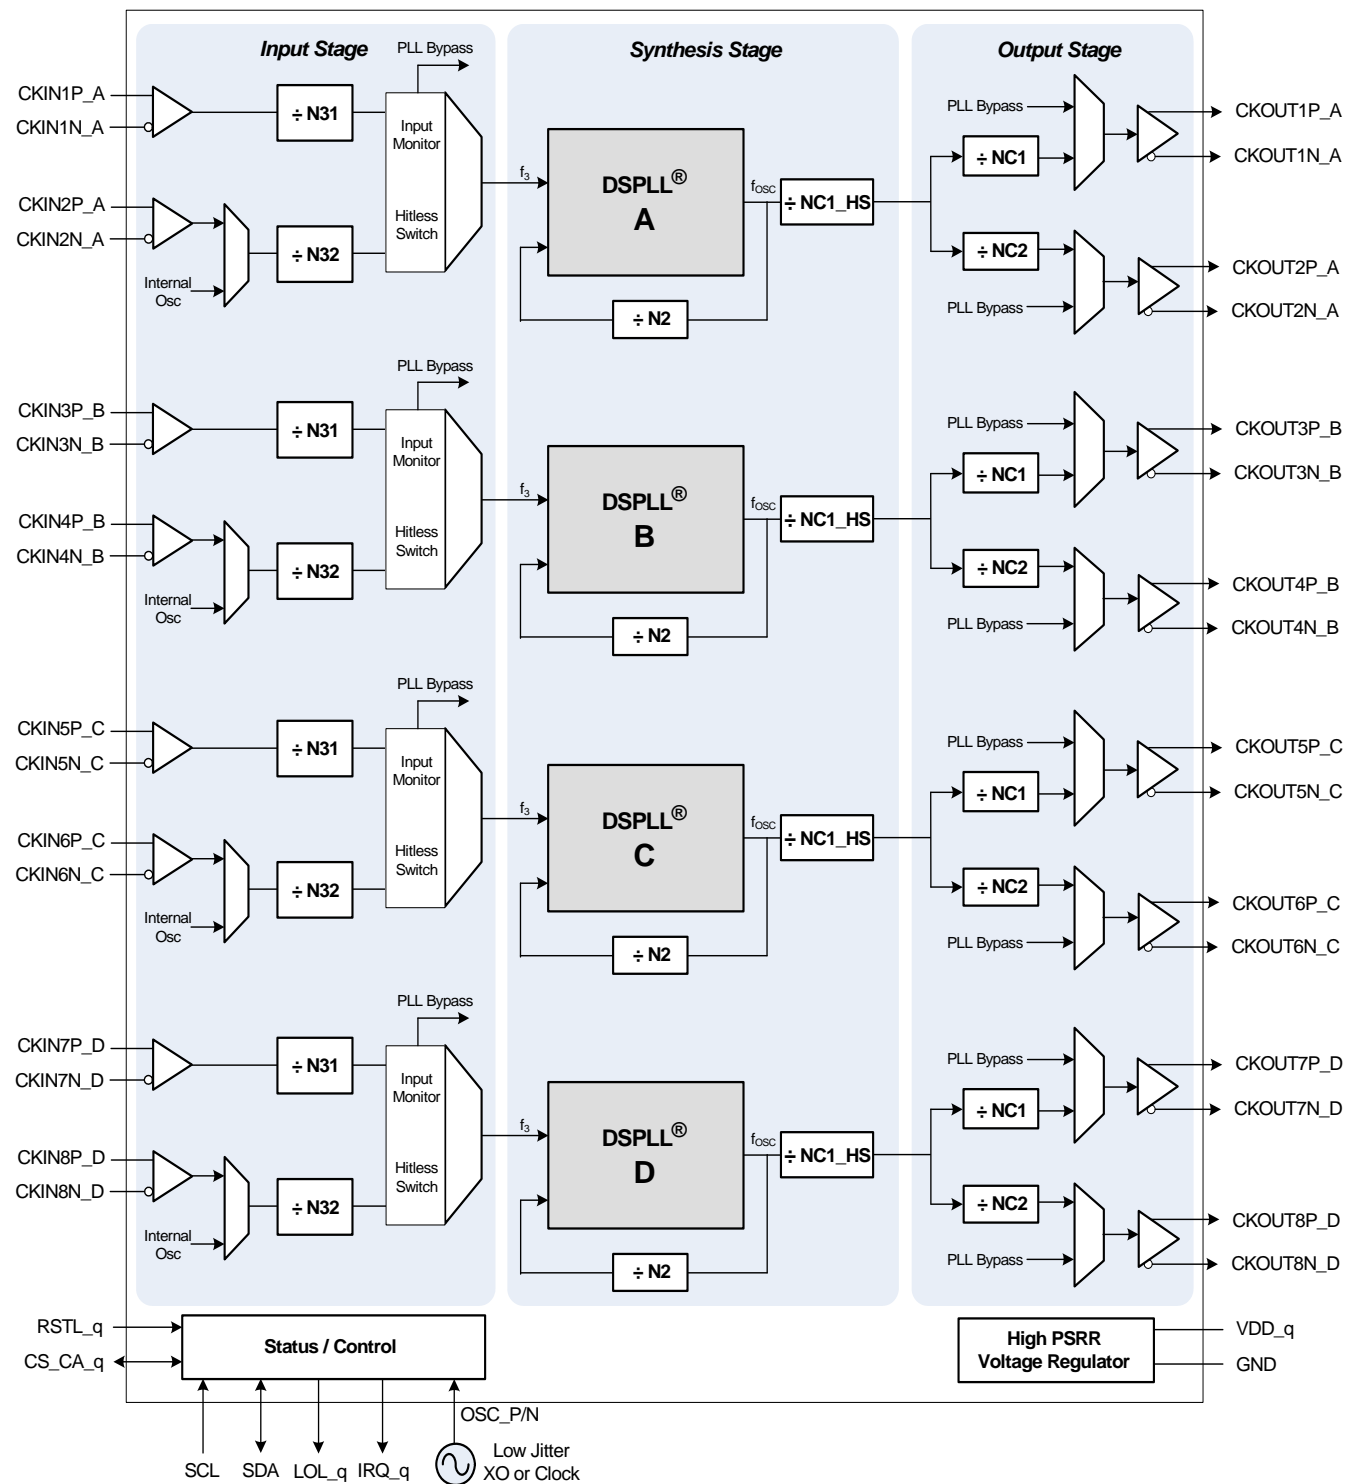 Input Stage
Synthesis Stage
Output Stage
PLL Bypass
CKIN1P_A
CKIN1N_A
÷ N31
Input
Monitor
CKIN2P_A
CKIN2N_A
Internal
Osc
÷ N32
Hitless
Switch
f3
DSPLL®
A
fOSC
÷ N2
÷ NC1_HS
PLL Bypass
÷ NC1
CKOUT1P_A
CKOUT1N_A
÷ NC2
PLL Bypass
CKOUT2P_A
CKOUT2N_A
PLL Bypass
CKIN3P_B
CKIN3N_B
÷ N31
Input
Monitor
CKIN4P_B
CKIN4N_B
Internal
Osc
÷ N32
Hitless
Switch
f3
DSPLL®
B
fOSC
÷ N2
÷ NC1_HS
PLL Bypass
÷ NC1
CKOUT3P_B
CKOUT3N_B
÷ NC2
PLL Bypass
CKOUT4P_B
CKOUT4N_B
PLL Bypass
CKIN5P_C
CKIN5N_C
÷ N31
Input
Monitor
CKIN6P_C
CKIN6N_C
Internal
Osc
÷ N32
Hitless
Switch
f3
DSPLL®
C
fOSC
÷ N2
÷ NC1_HS
PLL Bypass
÷ NC1
CKOUT5P_C
CKOUT5N_C
÷ NC2
PLL Bypass
CKOUT6P_C
CKOUT6N_C
PLL Bypass
CKIN7P_D
CKIN7N_D
÷ N31
Input
Monitor
CKIN8P_D
CKIN8N_D
Internal
Osc
÷ N32
Hitless
Switch
f3
DSPLL®
D
fOSC
÷ N2
÷ NC1_HS
PLL Bypass
÷ NC1
CKOUT7P_D
CKOUT7N_D
÷ NC2
PLL Bypass
CKOUT8P_D
CKOUT8N_D
RSTL_q
CS_CA_q
Status / Control
High PSRR
Voltage Regulator
VDD_q
GND
SCL
SDA
LOL_q
IRQ_q
OSC_P/N
Low Jitter
XO or Clock